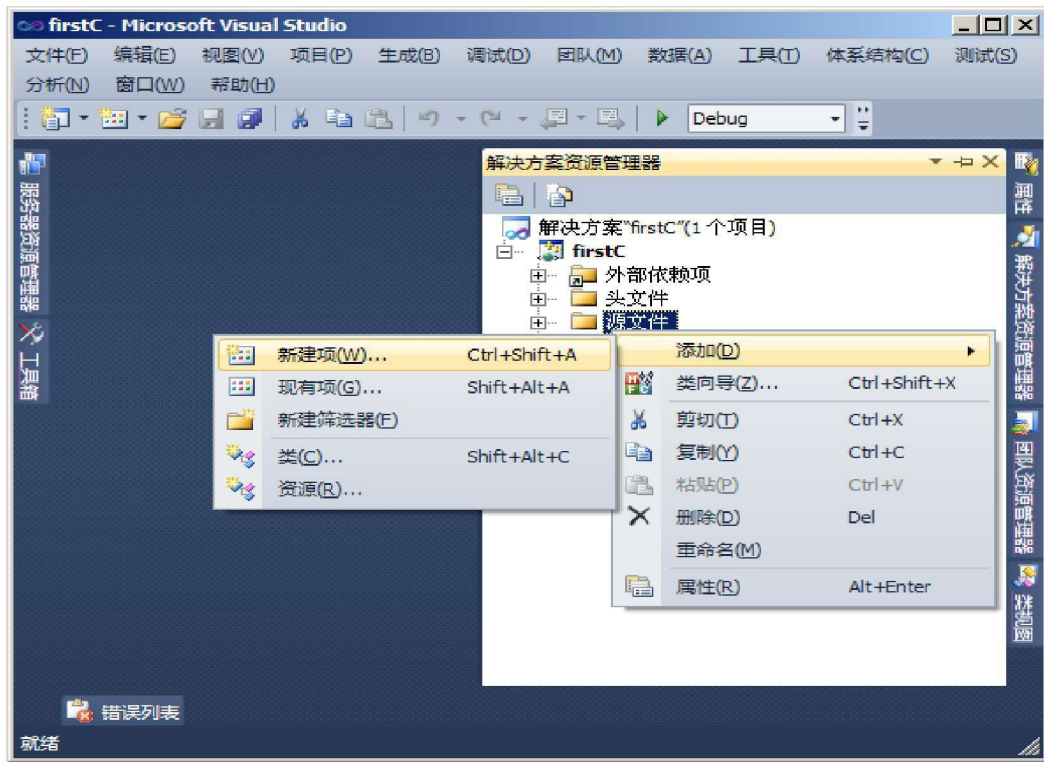 firstC - Microsoft Visual Studio
文件(F) 编辑(E) 视图(V) 项目(P) 生成(B) 调试(D) 团队(M) 数据(A) 工具(T) 体系结构(C) 测试(S)
分析(N) 窗口(W) 帮助(H)
Debug
服务器资源管理器
工具箱
解决方案资源管理器
解决方案"firstC"(1 个项目)
firstC
外部依赖项
头文件
源文件
新建项(W)... Ctrl+Shift+A
现有项(G)... Shift+Alt+A
新建筛选器(F)
类(C)... Shift+Alt+C
资源(R)...
添加(D)
类向导(Z)... Ctrl+Shift+X
剪切(T) Ctrl+X
复制(Y) Ctrl+C
粘贴(P) Ctrl+V
删除(D) Del
重命名(M)
属性(R) Alt+Enter
属性
解决方案资源管理器
团队资源管理器
类视图
错误列表
就绪